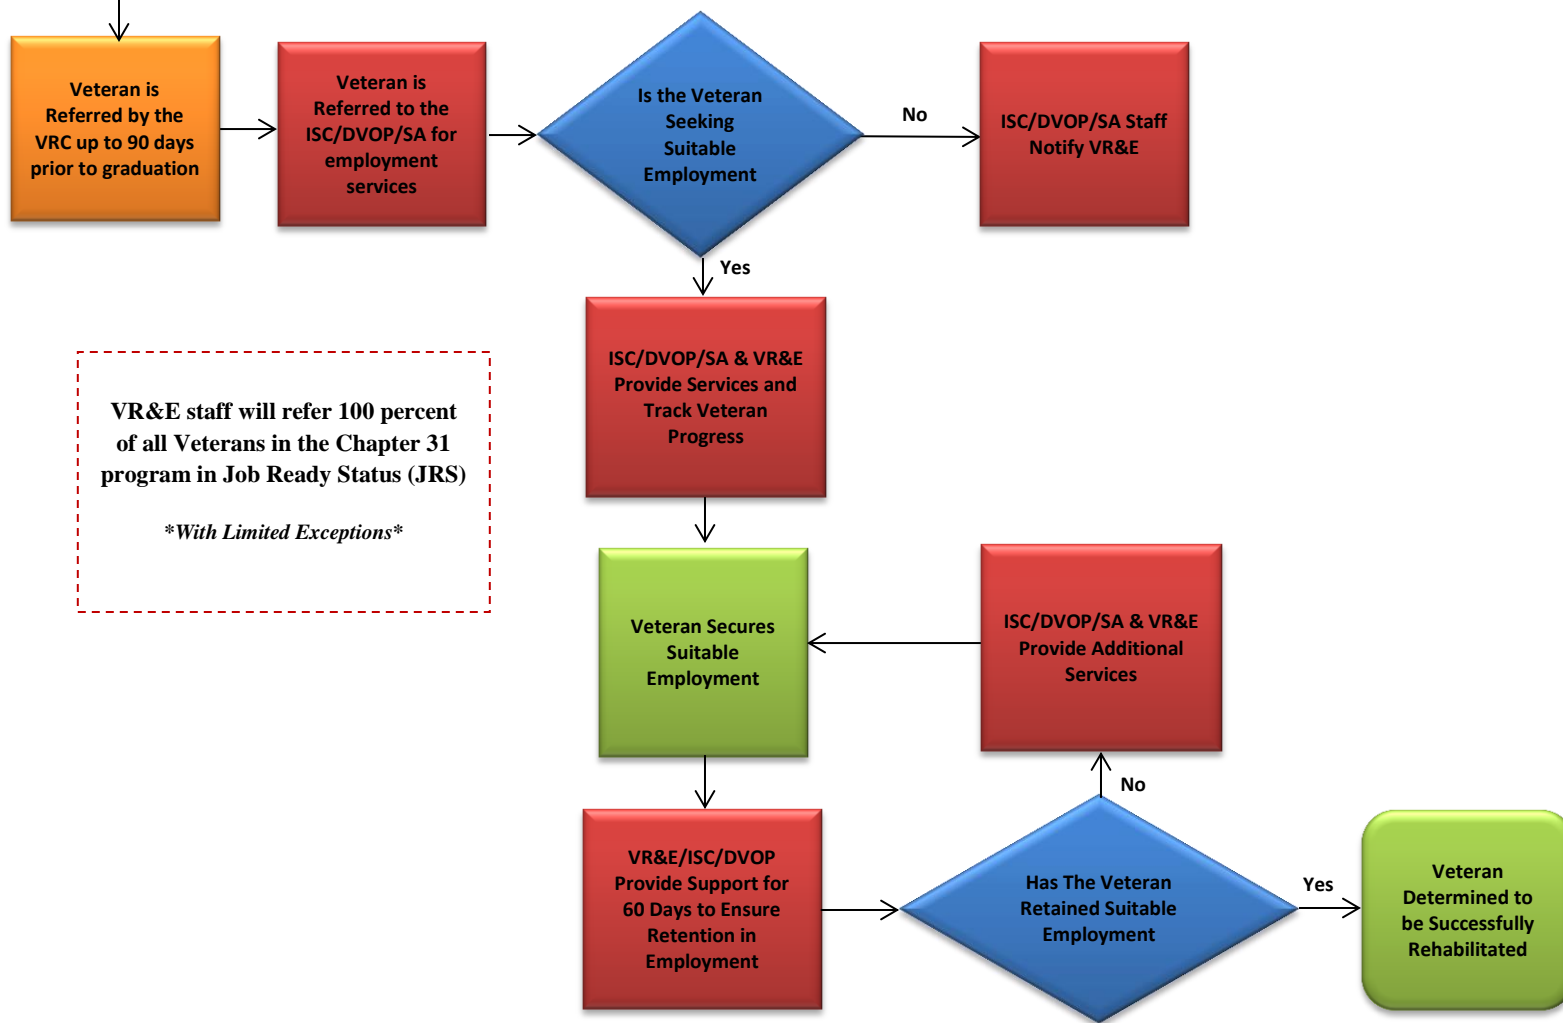 Veteran is
Referred by the
VRC up to 90 days
prior to graduation
Veteran is
Referred to the
ISC/DVOP/SA for
employment
services
Is the Veteran
Seeking
Suitable
Employment
No
ISC/DVOP/SA Staff
Notify VR&E
Yes
ISC/DVOP/SA & VR&E
Provide Services and
Track Veteran
Progress
VR&E staff will refer 100 percent
of all Veterans in the Chapter 31
program in Job Ready Status (JRS)
*With Limited Exceptions*
Veteran Secures
Suitable
Employment
ISC/DVOP/SA & VR&E
Provide Additional
Services
No
VR&E/ISC/DVOP
Provide Support for
60 Days to Ensure
Retention in
Employment
Has The Veteran
Retained Suitable
Employment
Yes
Veteran
Determined to
be Successfully
Rehabilitated